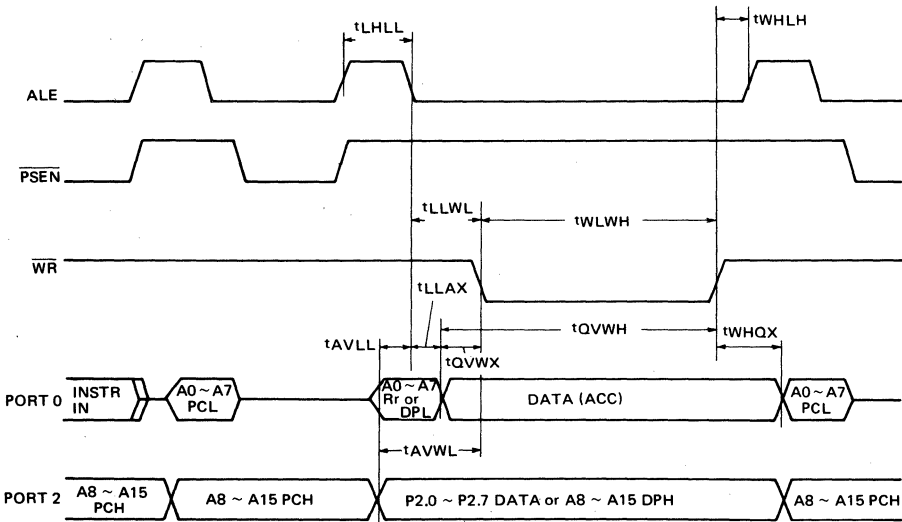 tLHLL
tWHLH
ALE
PSEN
tLLWL
tWLWH
WR
tLLAX
tAVLL
tQVWH
tWHQX
tQVWX
PORT 0
INSTR
IN
A0 ~ A7
PCL
A0 ~ A7
Rr or
DPL
DATA (ACC)
A0 ~ A7
PCL
tAVWL
PORT 2
A8 ~ A15
PCH
A8 ~ A15 PCH
P2.0 ~ P2.7 DATA or A8 ~ A15 DPH
A8 ~ A15 PCH